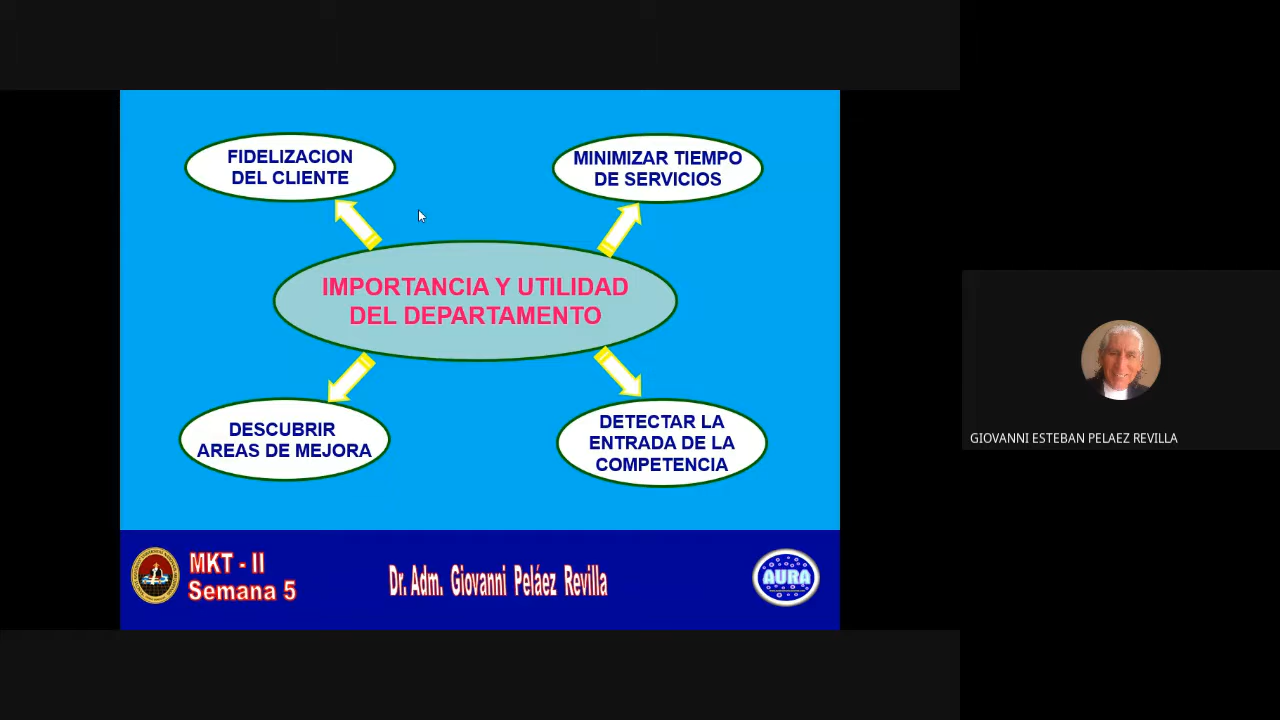 FIDELIZACION
DEL CLIENTE
MINIMIZAR TIEMPO
DE SERVICIOS
IMPORTANCIA Y UTILIDAD
DEL DEPARTAMENTO
DESCUBRIR
AREAS DE MEJORA
DETECTAR LA
ENTRADA DE LA
COMPETENCIA
MKT - II
Semana 5
Dr. Adm. Giovanni Peláez Revilla
AURA
GIOVANNI ESTEBAN PELAEZ REVILLA